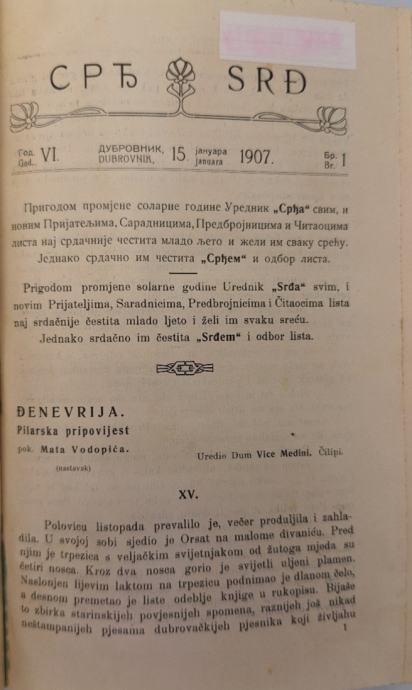 СРЂ SRĐ
Год. God. VI. ДУБРОВНИК, DUBROVNIK, 15. јануара januara 1907. Бр. Br. 1
Пригодом промјене соларне године Уредник „Срђа“ свим, и
новим Пријатељима, Сарадницима, Предбројницима и Читаоцима
листа нај срдачније честита младо љето и жели им сваку срећу.
Једнако срдачно им честита „Срђем“ и одбор листа.
Prigodom promjene solarne godine Urednik „Srđa“ svim, i
novim Prijateljima, Saradnicima, Predbrojnicima i Čitaocima lista
naj srdačnije čestita mlado ljeto i želi im svaku sreću.
Jednako srdačno im čestita „Srđem“ i odbor lista.
ĐENEVRIJA.
Pilarska pripovijest
pok. Mata Vodopića.
Uredio Dum Vice Medini. Čilipi.
(nastavak)
XV.
Polovicu listopada prevalilo je, večer produljila i zahla-
dila. U svojoj sobi sjedio je Orsat na malome divaniću. Pred
njim je trpezica s veljačkim svijetnjakom od žutoga mjeda su
četiri nosca. Kroz dva nosca gorio je svijetli uljeni plamen.
Naslonjen lijevim laktom na trpezicu podnimao je dlanom čelo,
a desnom premetao je liste odeblje knjige u rukopisu. Bijaše
to zbirka starinskijeh povjesnijeh spomena, raznijeh još nikad
neštampanijeh pjesama dubrovačkijeh pjesnika koji življahu
1